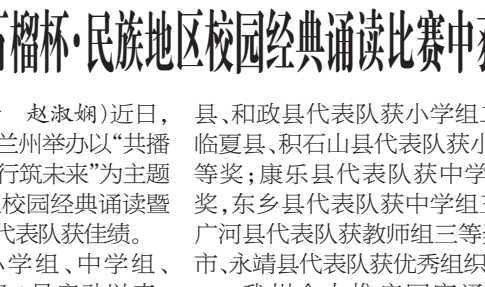 石榴杯·民族地区校园经典诵读比赛中获
赵淑娴)近日,
兰州举办以“共播
行筑未来”为主题
校园经典诵读暨
代表队获佳绩。
小学组、中学组、
县、和政县代表队获小学组二
临夏县、积石山县代表队获小
等奖;康乐县代表队获中学
奖,东乡县代表队获中学组三
广河县代表队获教师组三等奖
市、永靖县代表队获优秀组织